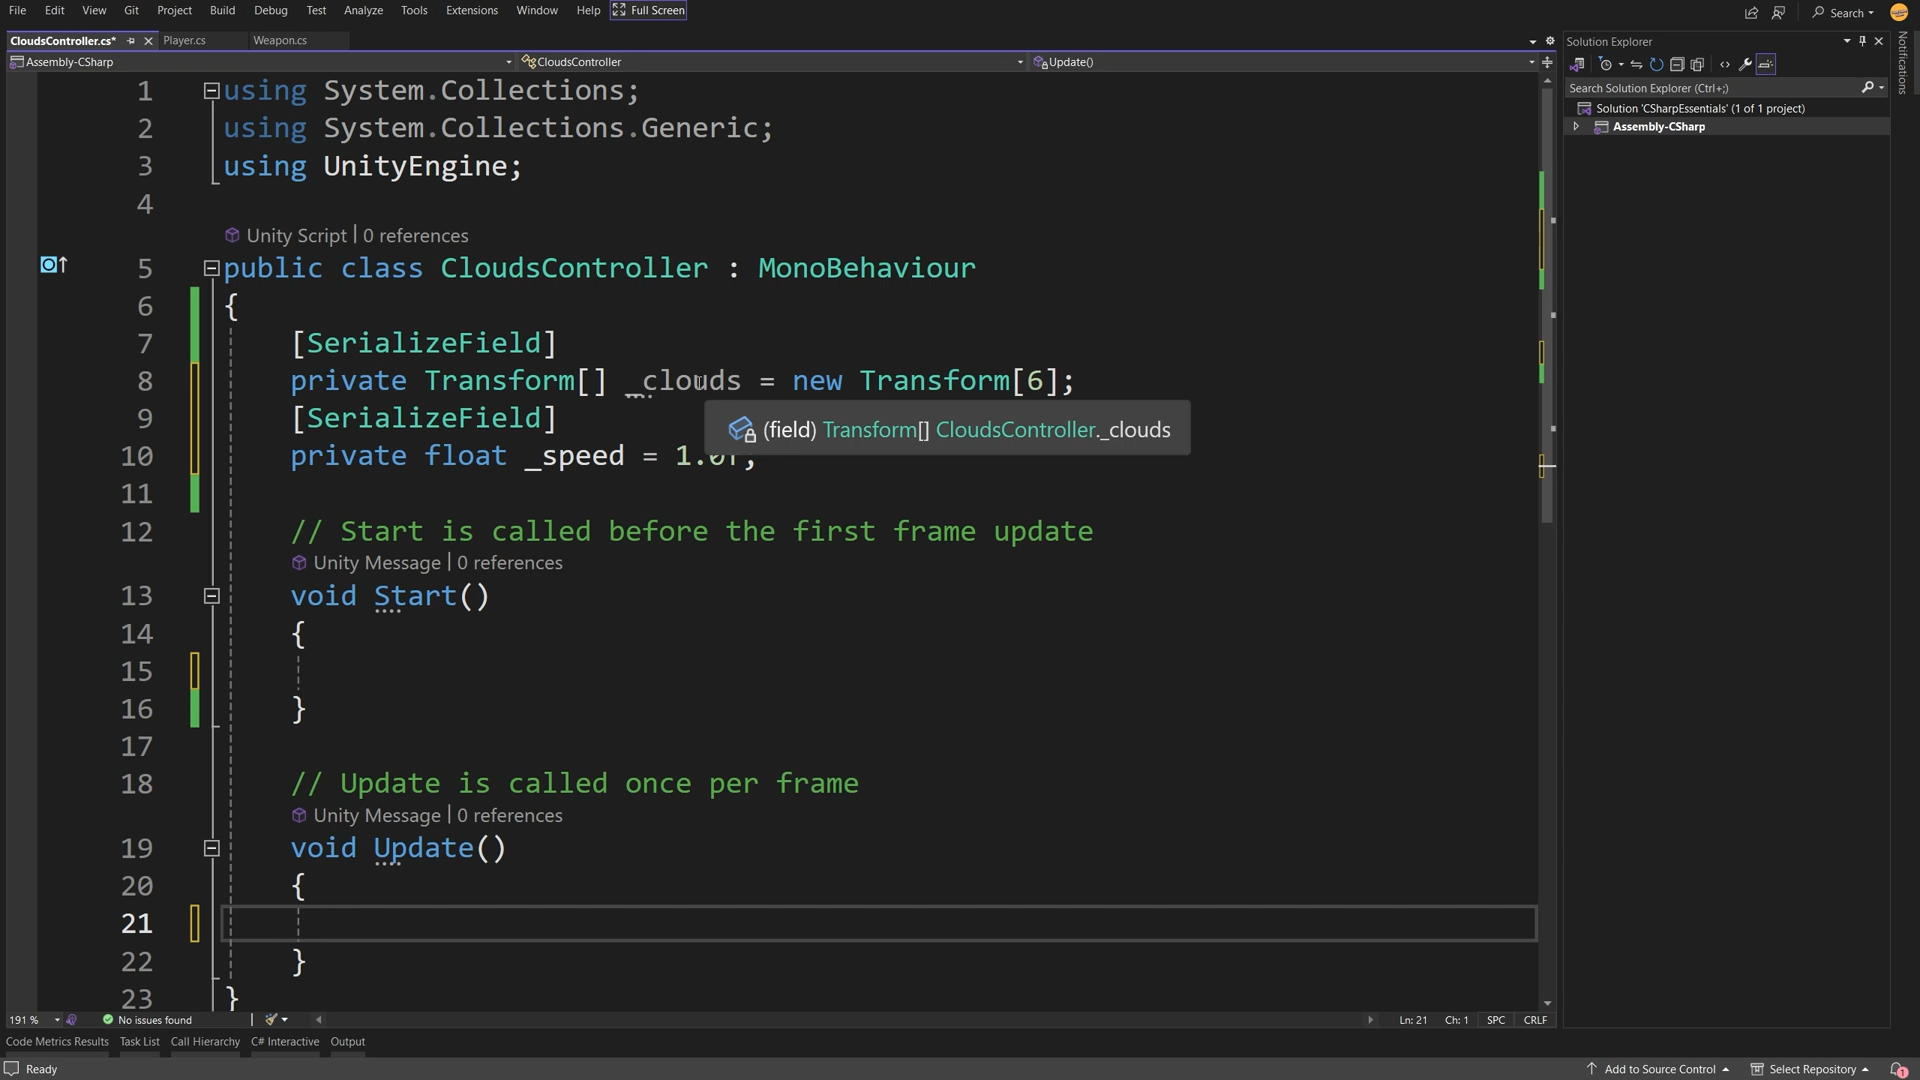 File Edit View Git Project Build Debug Test Analyze Tools Extensions Window Help Full Screen Search
CloudsController.cs* Player.cs Weapon.cs
Assembly-CSharp CloudsController Update()
1 using System.Collections;
2 using System.Collections.Generic;
3 using UnityEngine;
4
Unity Script | 0 references
5 public class CloudsController : MonoBehaviour
6 {
7 [SerializeField]
8 private Transform[] _clouds = new Transform[6];
9 [SerializeField]
(field) Transform[] CloudsController._clouds
10 private float _speed = 1.0f;
11
12 // Start is called before the first frame update
Unity Message | 0 references
13 void Start()
14 {
15
16 }
17
18 // Update is called once per frame
Unity Message | 0 references
19 void Update()
20 {
21
22 }
23 }
191 % No issues found Ln: 21 Ch: 1 SPC CRLF
Code Metrics Results Task List Call Hierarchy C# Interactive Output
Ready Add to Source Control Select Repository 1
Solution Explorer
Search Solution Explorer (Ctrl+;)
Solution 'CSharpEssentials' (1 of 1 project)
Assembly-CSharp
Notifications